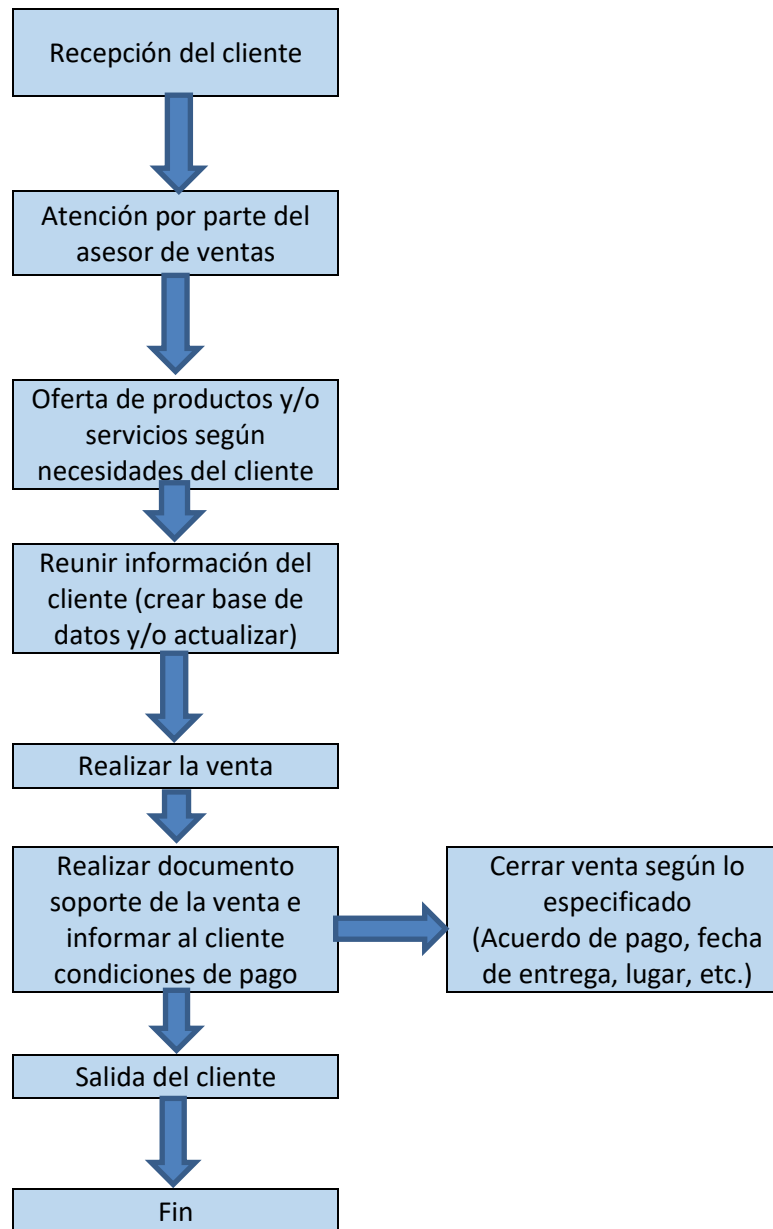 Recepción del cliente
Atención por parte del
asesor de ventas
Oferta de productos y/o
servicios según
necesidades del cliente
Reunir información del
cliente (crear base de
datos y/o actualizar)
Realizar la venta
Realizar documento
soporte de la venta e
informar al cliente
condiciones de pago
Cerrar venta según lo
especificado
(Acuerdo de pago, fecha
de entrega, lugar, etc.)
Salida del cliente
Fin